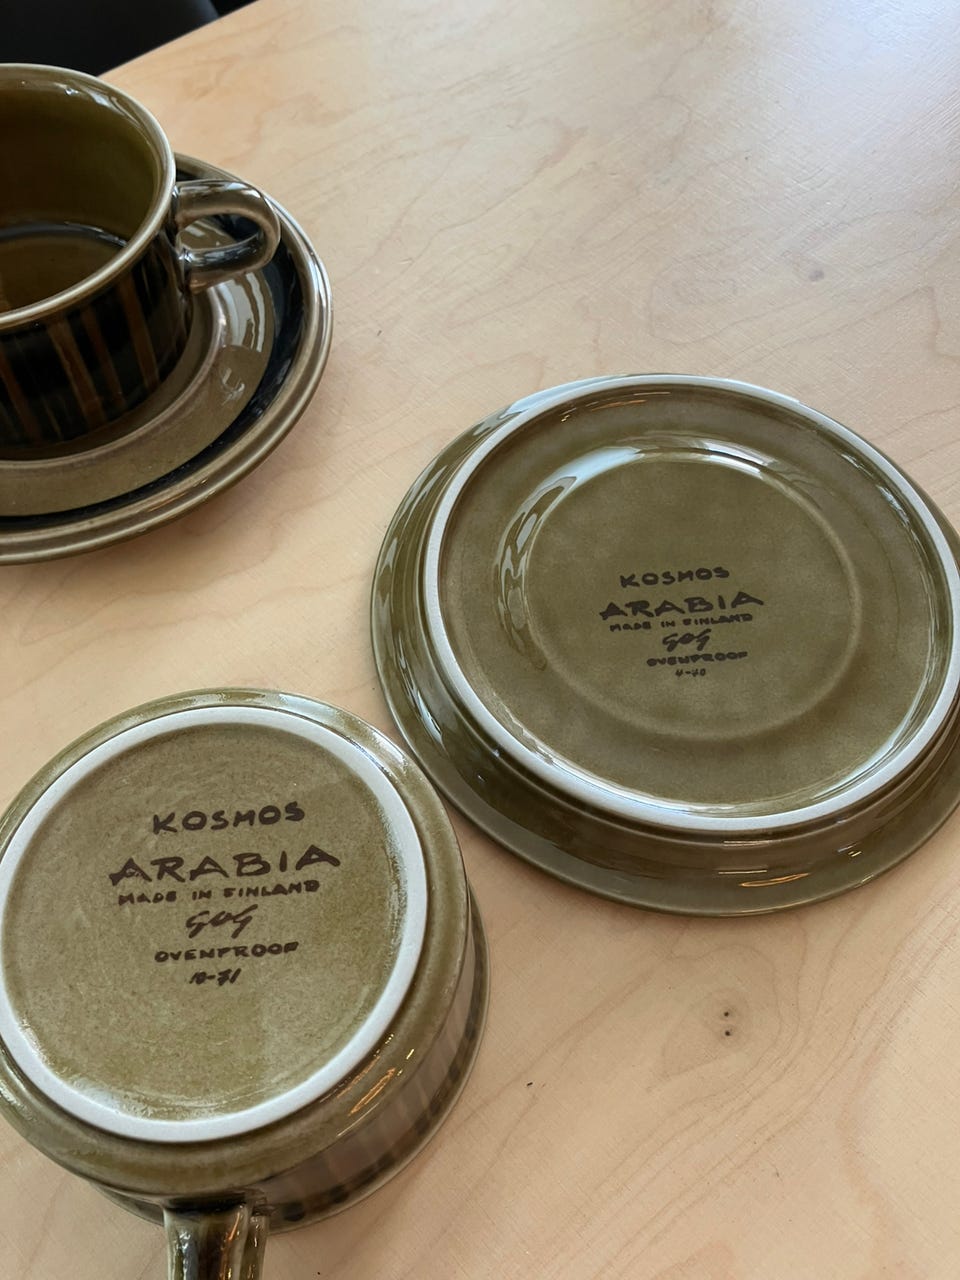 KOSMOS
ARABIA
MADE IN FINLAND
GOG
OVENPROOF
KOSMOS
ARABIA
MADE IN FINLAND
GOG
OVENPROOF
10-71